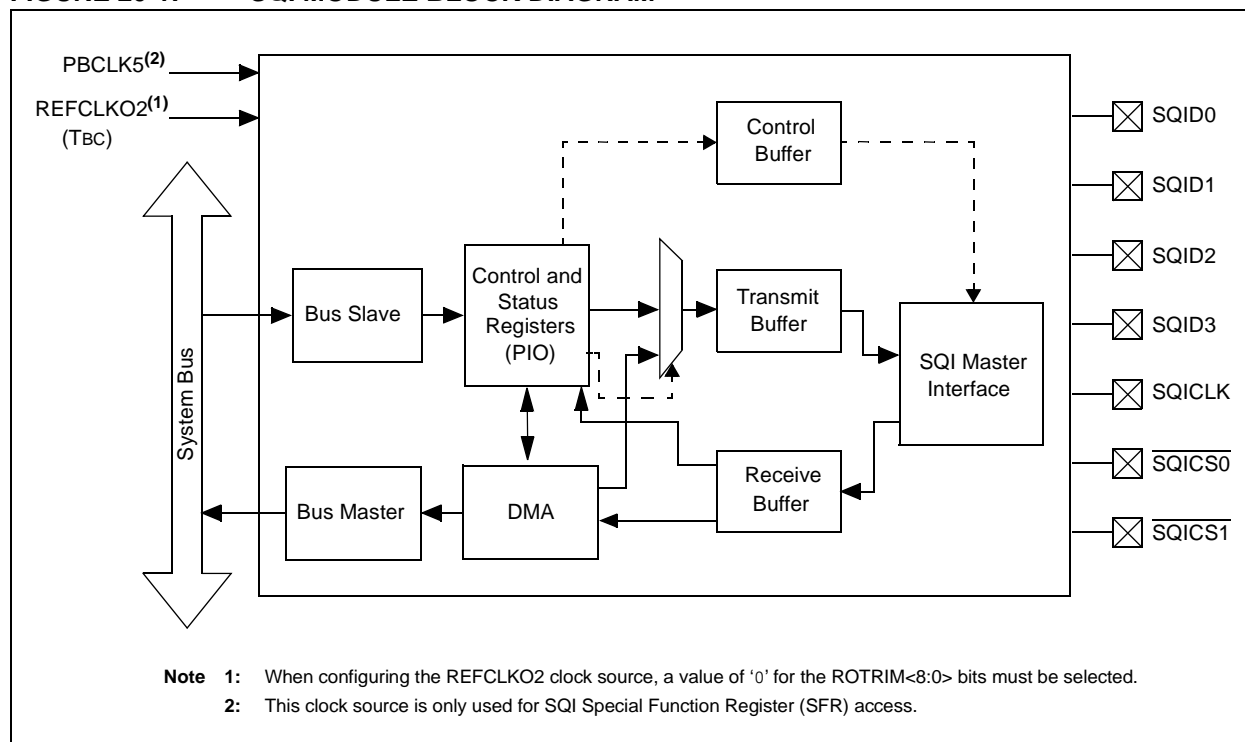 PBCLK5(2)
REFCLKO2(1)
(TBC)
System Bus
Bus Slave
Control and
Status
Registers
(PIO)
Bus Master
DMA
Control
Buffer
Transmit
Buffer
Receive
Buffer
SQI Master
Interface
SQID0
SQID1
SQID2
SQID3
SQICLK
SQICS0
SQICS1
Note 1: When configuring the REFCLKO2 clock source, a value of ‘0’ for the ROTRIM<8:0> bits must be selected.
2: This clock source is only used for SQI Special Function Register (SFR) access.